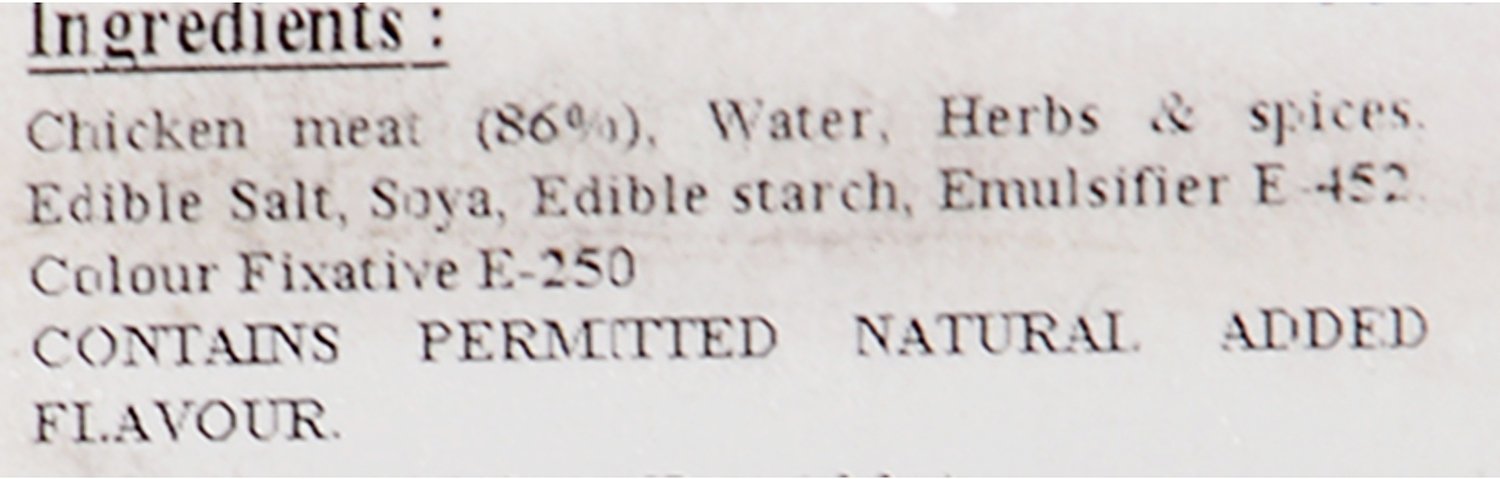 Ingredients :
Chicken meat (86%), Water, Herbs & spices.
Edible Salt, Soya, Edible starch, Emulsifier E-452.
Colour Fixative E-250
CONTAINS PERMITTED NATURAL ADDED
FLAVOUR.